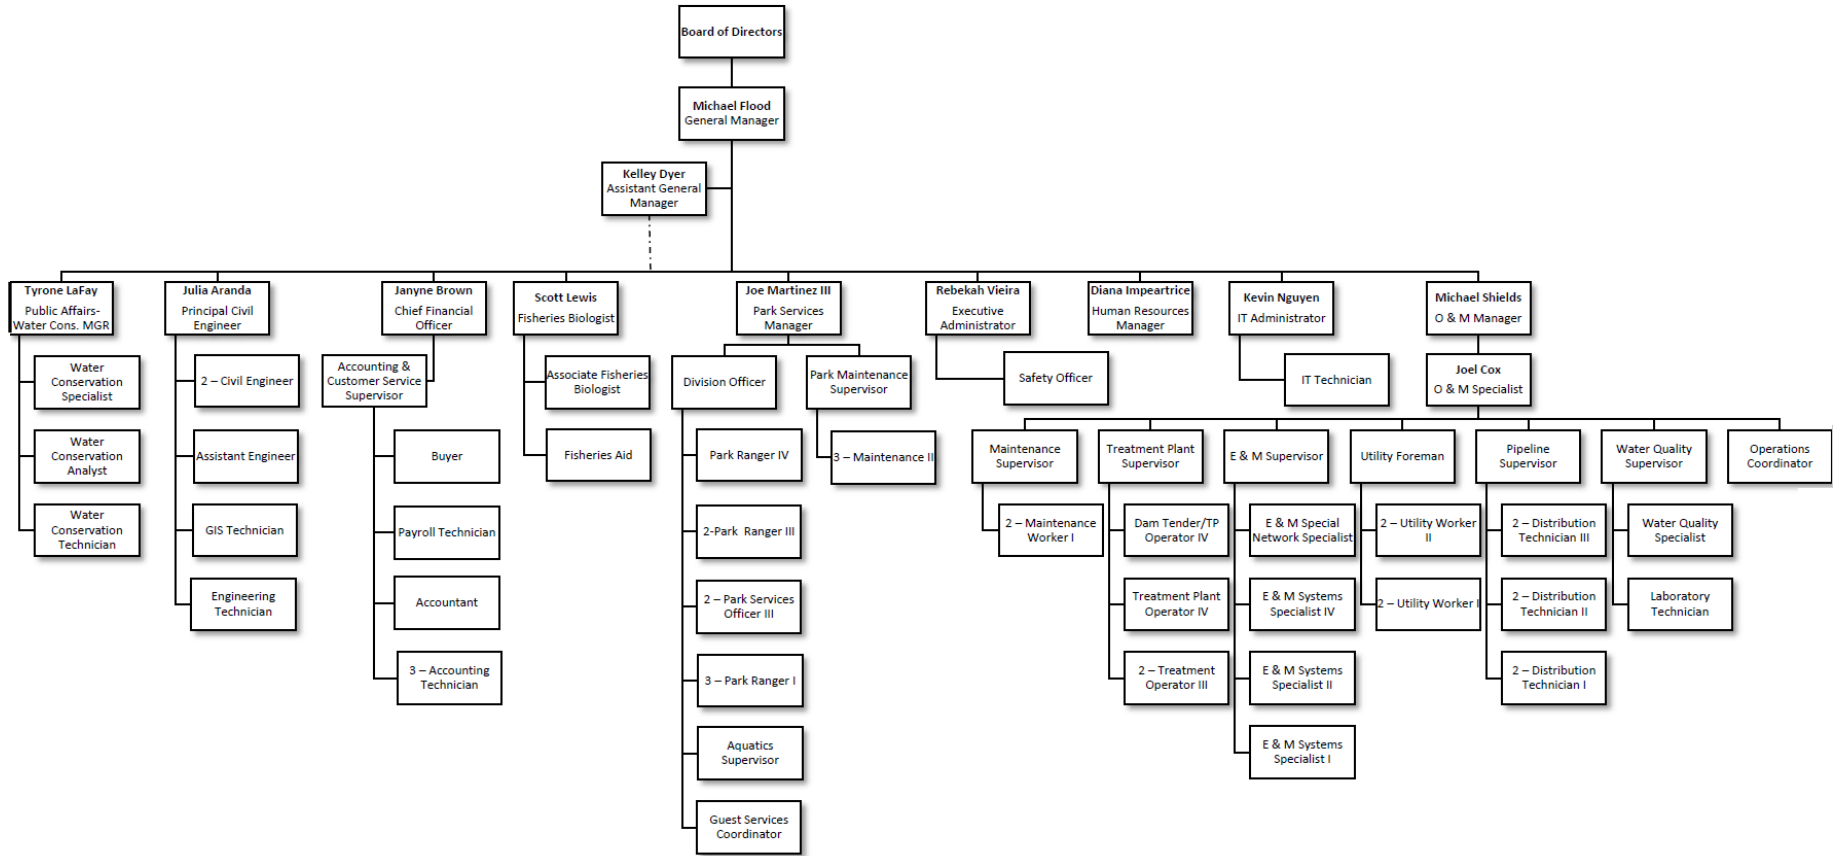 Board of Directors
Michael Flood
General Manager
Kelley Dyer
Assistant General
Manager
Tyrone LaFay
Public Affairs-
Water Cons. MGR
Julia Aranda
Principal Civil
Engineer
Janyne Brown
Chief Financial
Officer
Scott Lewis
Fisheries Biologist
Joe Martinez III
Park Services
Manager
Rebekah Vieira
Executive
Administrator
Diana Impeartrice
Human Resources
Manager
Kevin Nguyen
IT Administrator
Michael Shields
O & M Manager
Water
Conservation
Specialist
Water
Conservation
Analyst
Water
Conservation
Technician
2 – Civil Engineer
Assistant Engineer
GIS Technician
Engineering
Technician
Accounting &
Customer Service
Supervisor
Buyer
Payroll Technician
Accountant
3 – Accounting
Technician
Associate Fisheries
Biologist
Fisheries Aid
Division Officer
Park Ranger IV
2-Park Ranger III
2 – Park Services
Officer III
3 – Park Ranger I
Aquatics
Supervisor
Guest Services
Coordinator
Park Maintenance
Supervisor
3 – Maintenance II
Safety Officer
IT Technician
Joel Cox
O & M Specialist
Maintenance
Supervisor
2 – Maintenance
Worker I
Treatment Plant
Supervisor
Dam Tender/TP
Operator IV
Treatment Plant
Operator IV
2 – Treatment
Operator III
E & M Supervisor
E & M Special
Network Specialist
E & M Systems
Specialist IV
E & M Systems
Specialist II
E & M Systems
Specialist I
Utility Foreman
2 – Utility Worker
II
2 – Utility Worker I
Pipeline
Supervisor
2 – Distribution
Technician III
2 – Distribution
Technician II
2 – Distribution
Technician I
Water Quality
Supervisor
Water Quality
Specialist
Laboratory
Technician
Operations
Coordinator